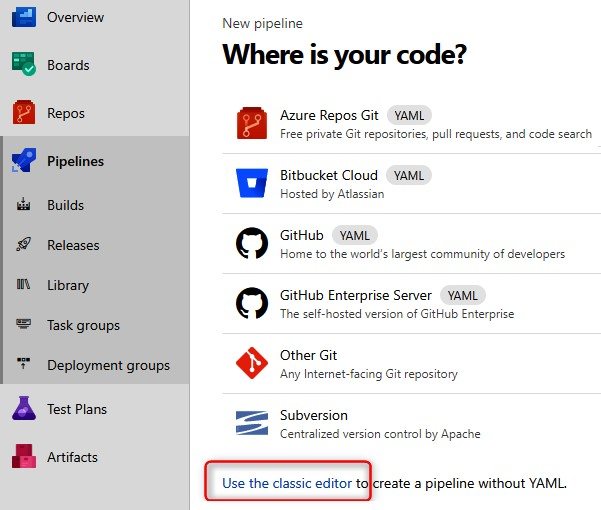 Overview
Boards
Repos
Pipelines
Builds
Releases
Library
Task groups
Deployment groups
Test Plans
Artifacts
New pipeline
Where is your code?
Azure Repos Git YAML
Free private Git repositories, pull requests, and code search
Bitbucket Cloud YAML
Hosted by Atlassian
GitHub YAML
Home to the world's largest community of developers
GitHub Enterprise Server YAML
The self-hosted version of GitHub Enterprise
Other Git
Any Internet-facing Git repository
Subversion
Centralized version control by Apache
Use the classic editor to create a pipeline without YAML.